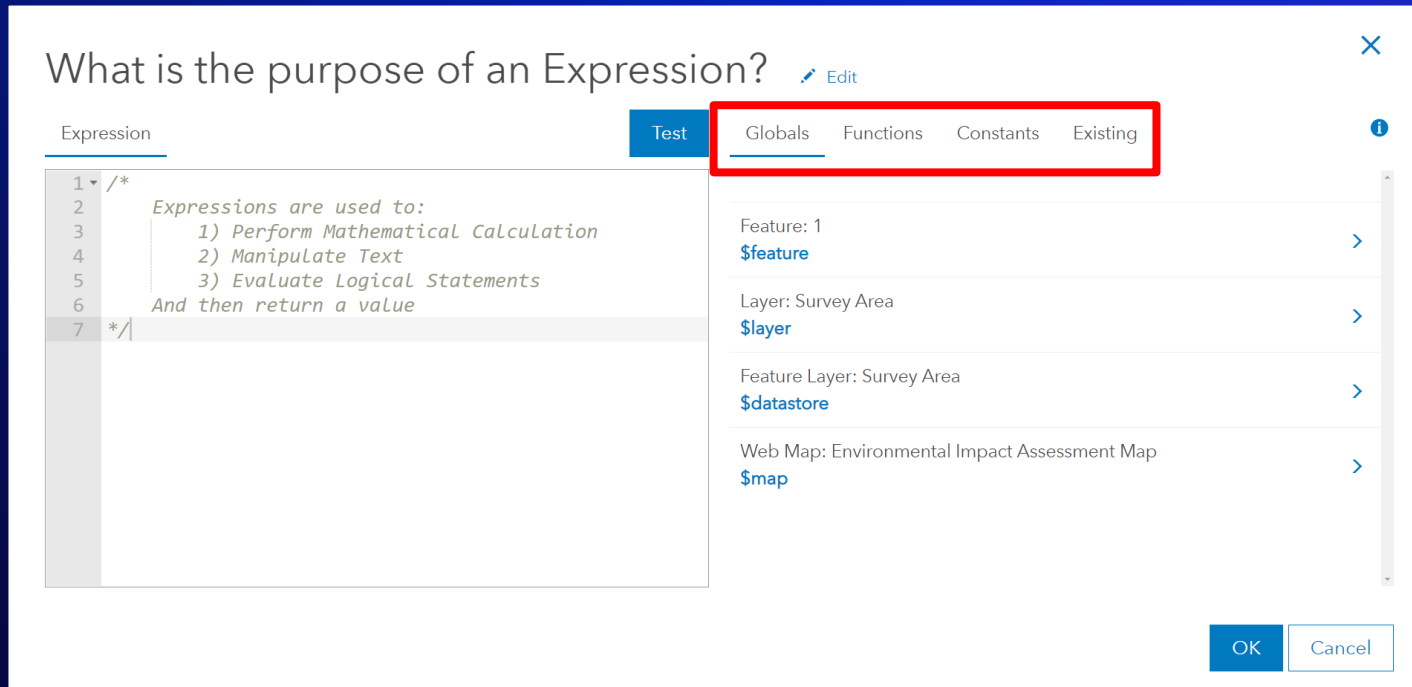 What is the purpose of an Expression? Edit
Expression
Test
Globals Functions Constants Existing
1 /*
2 Expressions are used to:
3 1) Perform Mathematical Calculation
4 2) Manipulate Text
5 3) Evaluate Logical Statements
6 And then return a value
7 */
Feature: 1
$feature
Layer: Survey Area
$layer
Feature Layer: Survey Area
$datastore
Web Map: Environmental Impact Assessment Map
$map
OK Cancel